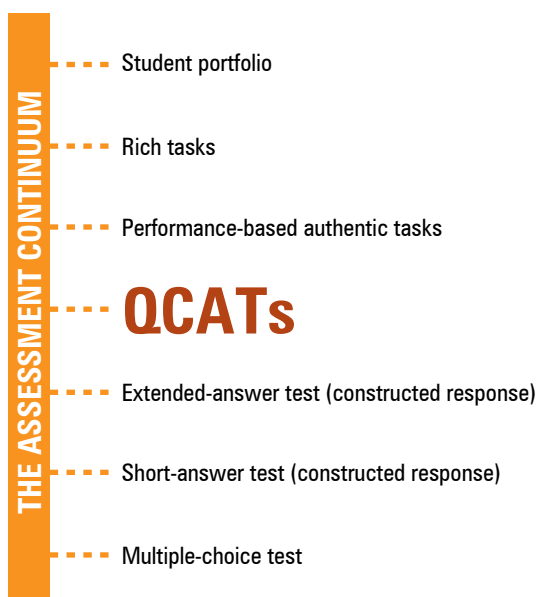 THE ASSESSMENT CONTINUUM
Student portfolio
Rich tasks
Performance-based authentic tasks
QCATs
Extended-answer test (constructed response)
Short-answer test (constructed response)
Multiple-choice test